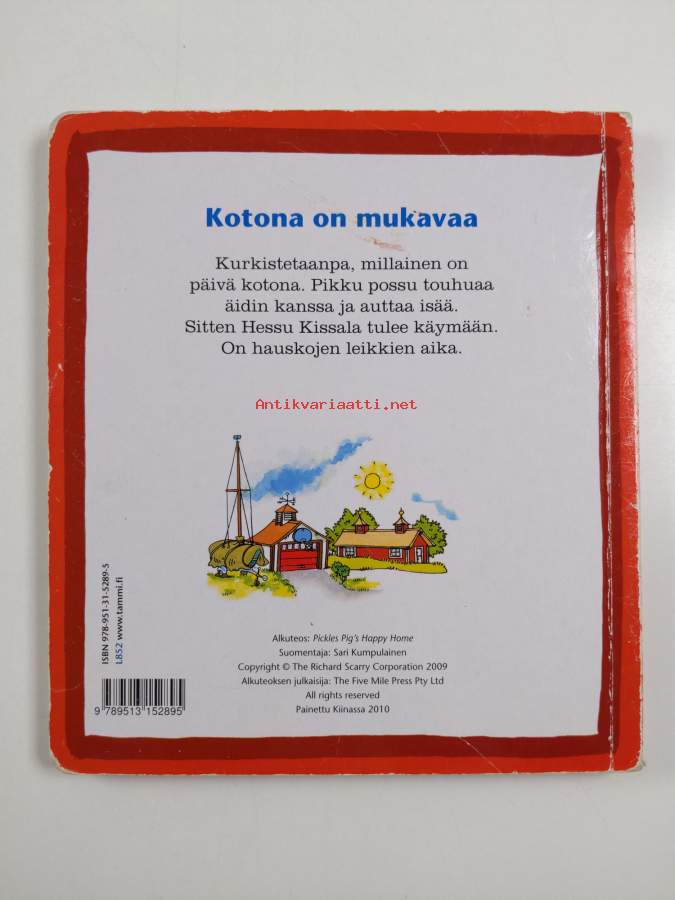 Kotona on mukavaa
Kurkistetaanpa, millainen on
päivä kotona. Pikku possu touhuaa
äidin kanssa ja auttaa isää.
Sitten Hessu Kissala tulee käymään.
On hauskojen leikkien aika.
Antikvariaatti.net
ISBN 978-951-31-5289-5
L852 www.tammi.fi
9 789513 152895
Alkuteos: Pickles Pig's Happy Home
Suomentaja: Sari Kumpulainen
Copyright © The Richard Scarry Corporation 2009
Alkuteoksen julkaisija: The Five Mile Press Pty Ltd
All rights reserved
Painettu Kiinassa 2010